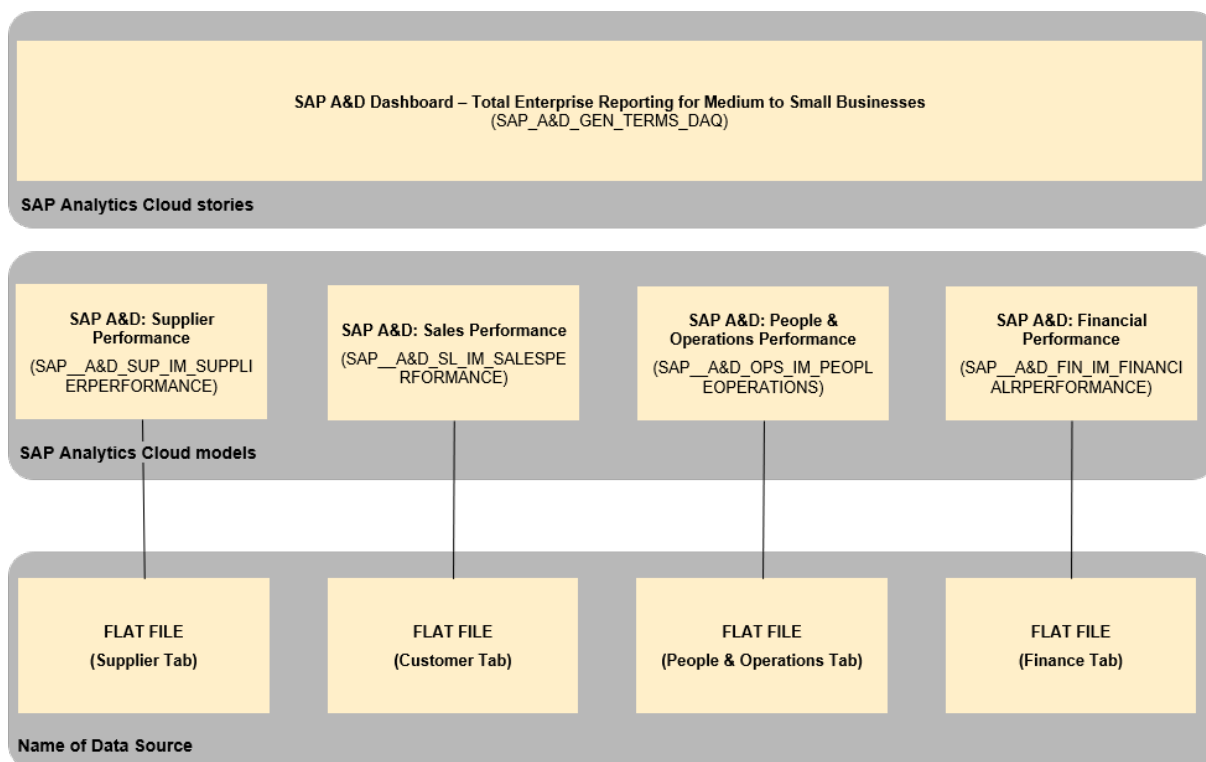 SAP A&D Dashboard – Total Enterprise Reporting for Medium to Small Businesses
(SAP_A&D_GEN_TERMS_DAQ)
SAP Analytics Cloud stories
SAP A&D: Supplier
Performance
(SAP__A&D_SUP_IM_SUPPLI
ERPERFORMANCE)
SAP A&D: Sales Performance
(SAP__A&D_SL_IM_SALESPE
RFORMANCE)
SAP A&D: People &
Operations Performance
(SAP__A&D_OPS_IM_PEOPL
EOPERATIONS)
SAP A&D: Financial
Performance
(SAP__A&D_FIN_IM_FINANCI
ALRPERFORMANCE)
SAP Analytics Cloud models
FLAT FILE
(Supplier Tab)
FLAT FILE
(Customer Tab)
FLAT FILE
(People & Operations Tab)
FLAT FILE
(Finance Tab)
Name of Data Source